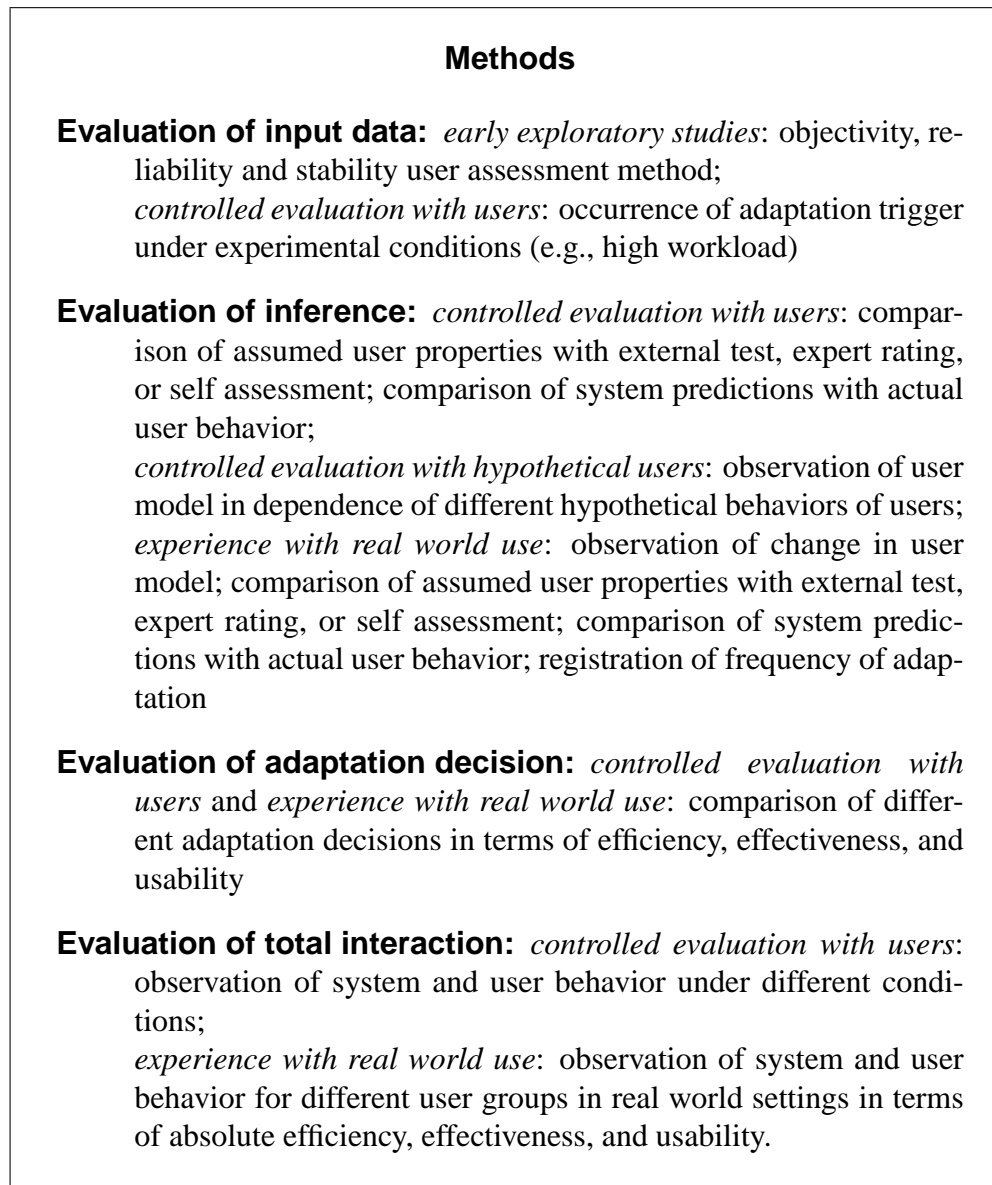 Methods
Evaluation of input data: early exploratory studies: objectivity, re-
liability and stability user assessment method;
controlled evaluation with users: occurrence of adaptation trigger
under experimental conditions (e.g., high workload)
Evaluation of inference: controlled evaluation with users: compar-
ison of assumed user properties with external test, expert rating,
or self assessment; comparison of system predictions with actual
user behavior;
controlled evaluation with hypothetical users: observation of user
model in dependence of different hypothetical behaviors of users;
experience with real world use: observation of change in user
model; comparison of assumed user properties with external test,
expert rating, or self assessment; comparison of system predic-
tions with actual user behavior; registration of frequency of adap-
tation
Evaluation of adaptation decision: controlled evaluation with
users and experience with real world use: comparison of differ-
ent adaptation decisions in terms of efficiency, effectiveness, and
usability
Evaluation of total interaction: controlled evaluation with users:
observation of system and user behavior under different condi-
tions;
experience with real world use: observation of system and user
behavior for different user groups in real world settings in terms
of absolute efficiency, effectiveness, and usability.